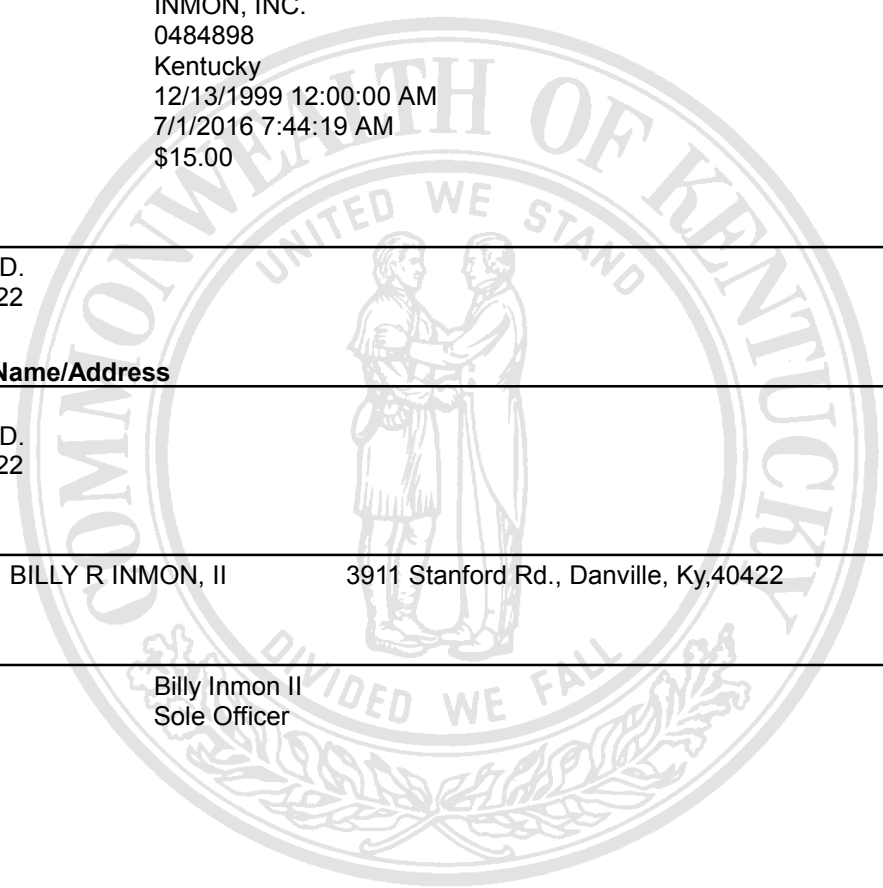 INMON, INC.
0484898
Kentucky
12/13/1999 12:00:00 AM
7/1/2016 7:44:19 AM
$15.00
D.
22
Name/Address
D.
22
BILLY R INMON, II 3911 Stanford Rd., Danville, Ky,40422
Billy Inmon II
Sole Officer
COMMONWEALTH OF KENTUCKY
UNITED WE STAND
DIVIDED WE FALL